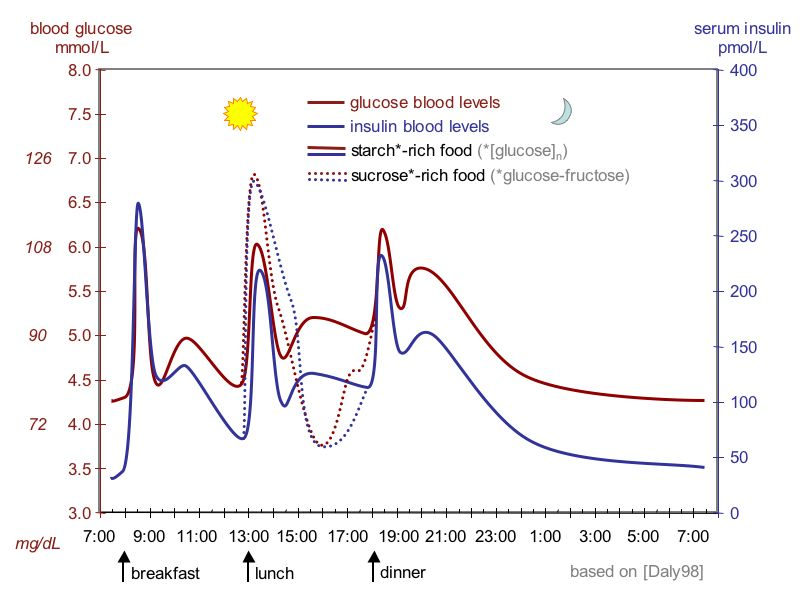 blood glucose
mmol/L
serum insulin
pmol/L
8.0
7.5
7.0
6.5
6.0
5.5
5.0
4.5
4.0
3.5
3.0
126
108
90
72
mg/dL
400
350
300
250
200
150
100
50
0
glucose blood levels
insulin blood levels
starch*-rich food (*[glucose]n)
sucrose*-rich food (*glucose-fructose)
7:00 9:00 11:00 13:00 15:00 17:00 19:00 21:00 23:00 1:00 3:00 5:00 7:00
breakfast
lunch
dinner
based on [Daly98]